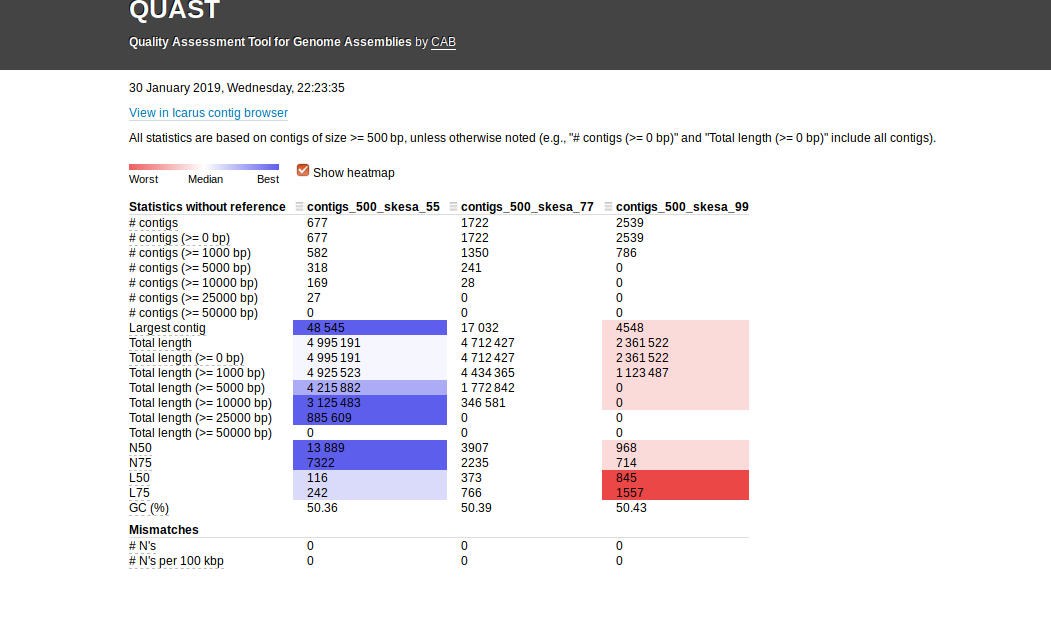 QUAST
Quality Assessment Tool for Genome Assemblies by CAB
30 January 2019, Wednesday, 22:23:35
View in Icarus contig browser
All statistics are based on contigs of size >= 500 bp, unless otherwise noted (e.g., "# contigs (>= 0 bp)" and "Total length (>= 0 bp)" include all contigs).
Worst Median Best Show heatmap
Statistics without reference contigs_500_skesa_55 contigs_500_skesa_77 contigs_500_skesa_99
# contigs 677 1722 2539
# contigs (>= 0 bp) 677 1722 2539
# contigs (>= 1000 bp) 582 1350 786
# contigs (>= 5000 bp) 318 241 0
# contigs (>= 10000 bp) 169 28 0
# contigs (>= 25000 bp) 27 0 0
# contigs (>= 50000 bp) 0 0 0
Largest contig 48 545 17 032 4548
Total length 4 995 191 4 712 427 2 361 522
Total length (>= 0 bp) 4 995 191 4 712 427 2 361 522
Total length (>= 1000 bp) 4 925 523 4 434 365 1 123 487
Total length (>= 5000 bp) 4 215 882 1 772 842 0
Total length (>= 10000 bp) 3 125 483 346 581 0
Total length (>= 25000 bp) 885 609 0 0
Total length (>= 50000 bp) 0 0 0
N50 13 889 3907 968
N75 7322 2235 714
L50 116 373 845
L75 242 766 1557
GC (%) 50.36 50.39 50.43
Mismatches
# N's 0 0 0
# N's per 100 kbp 0 0 0